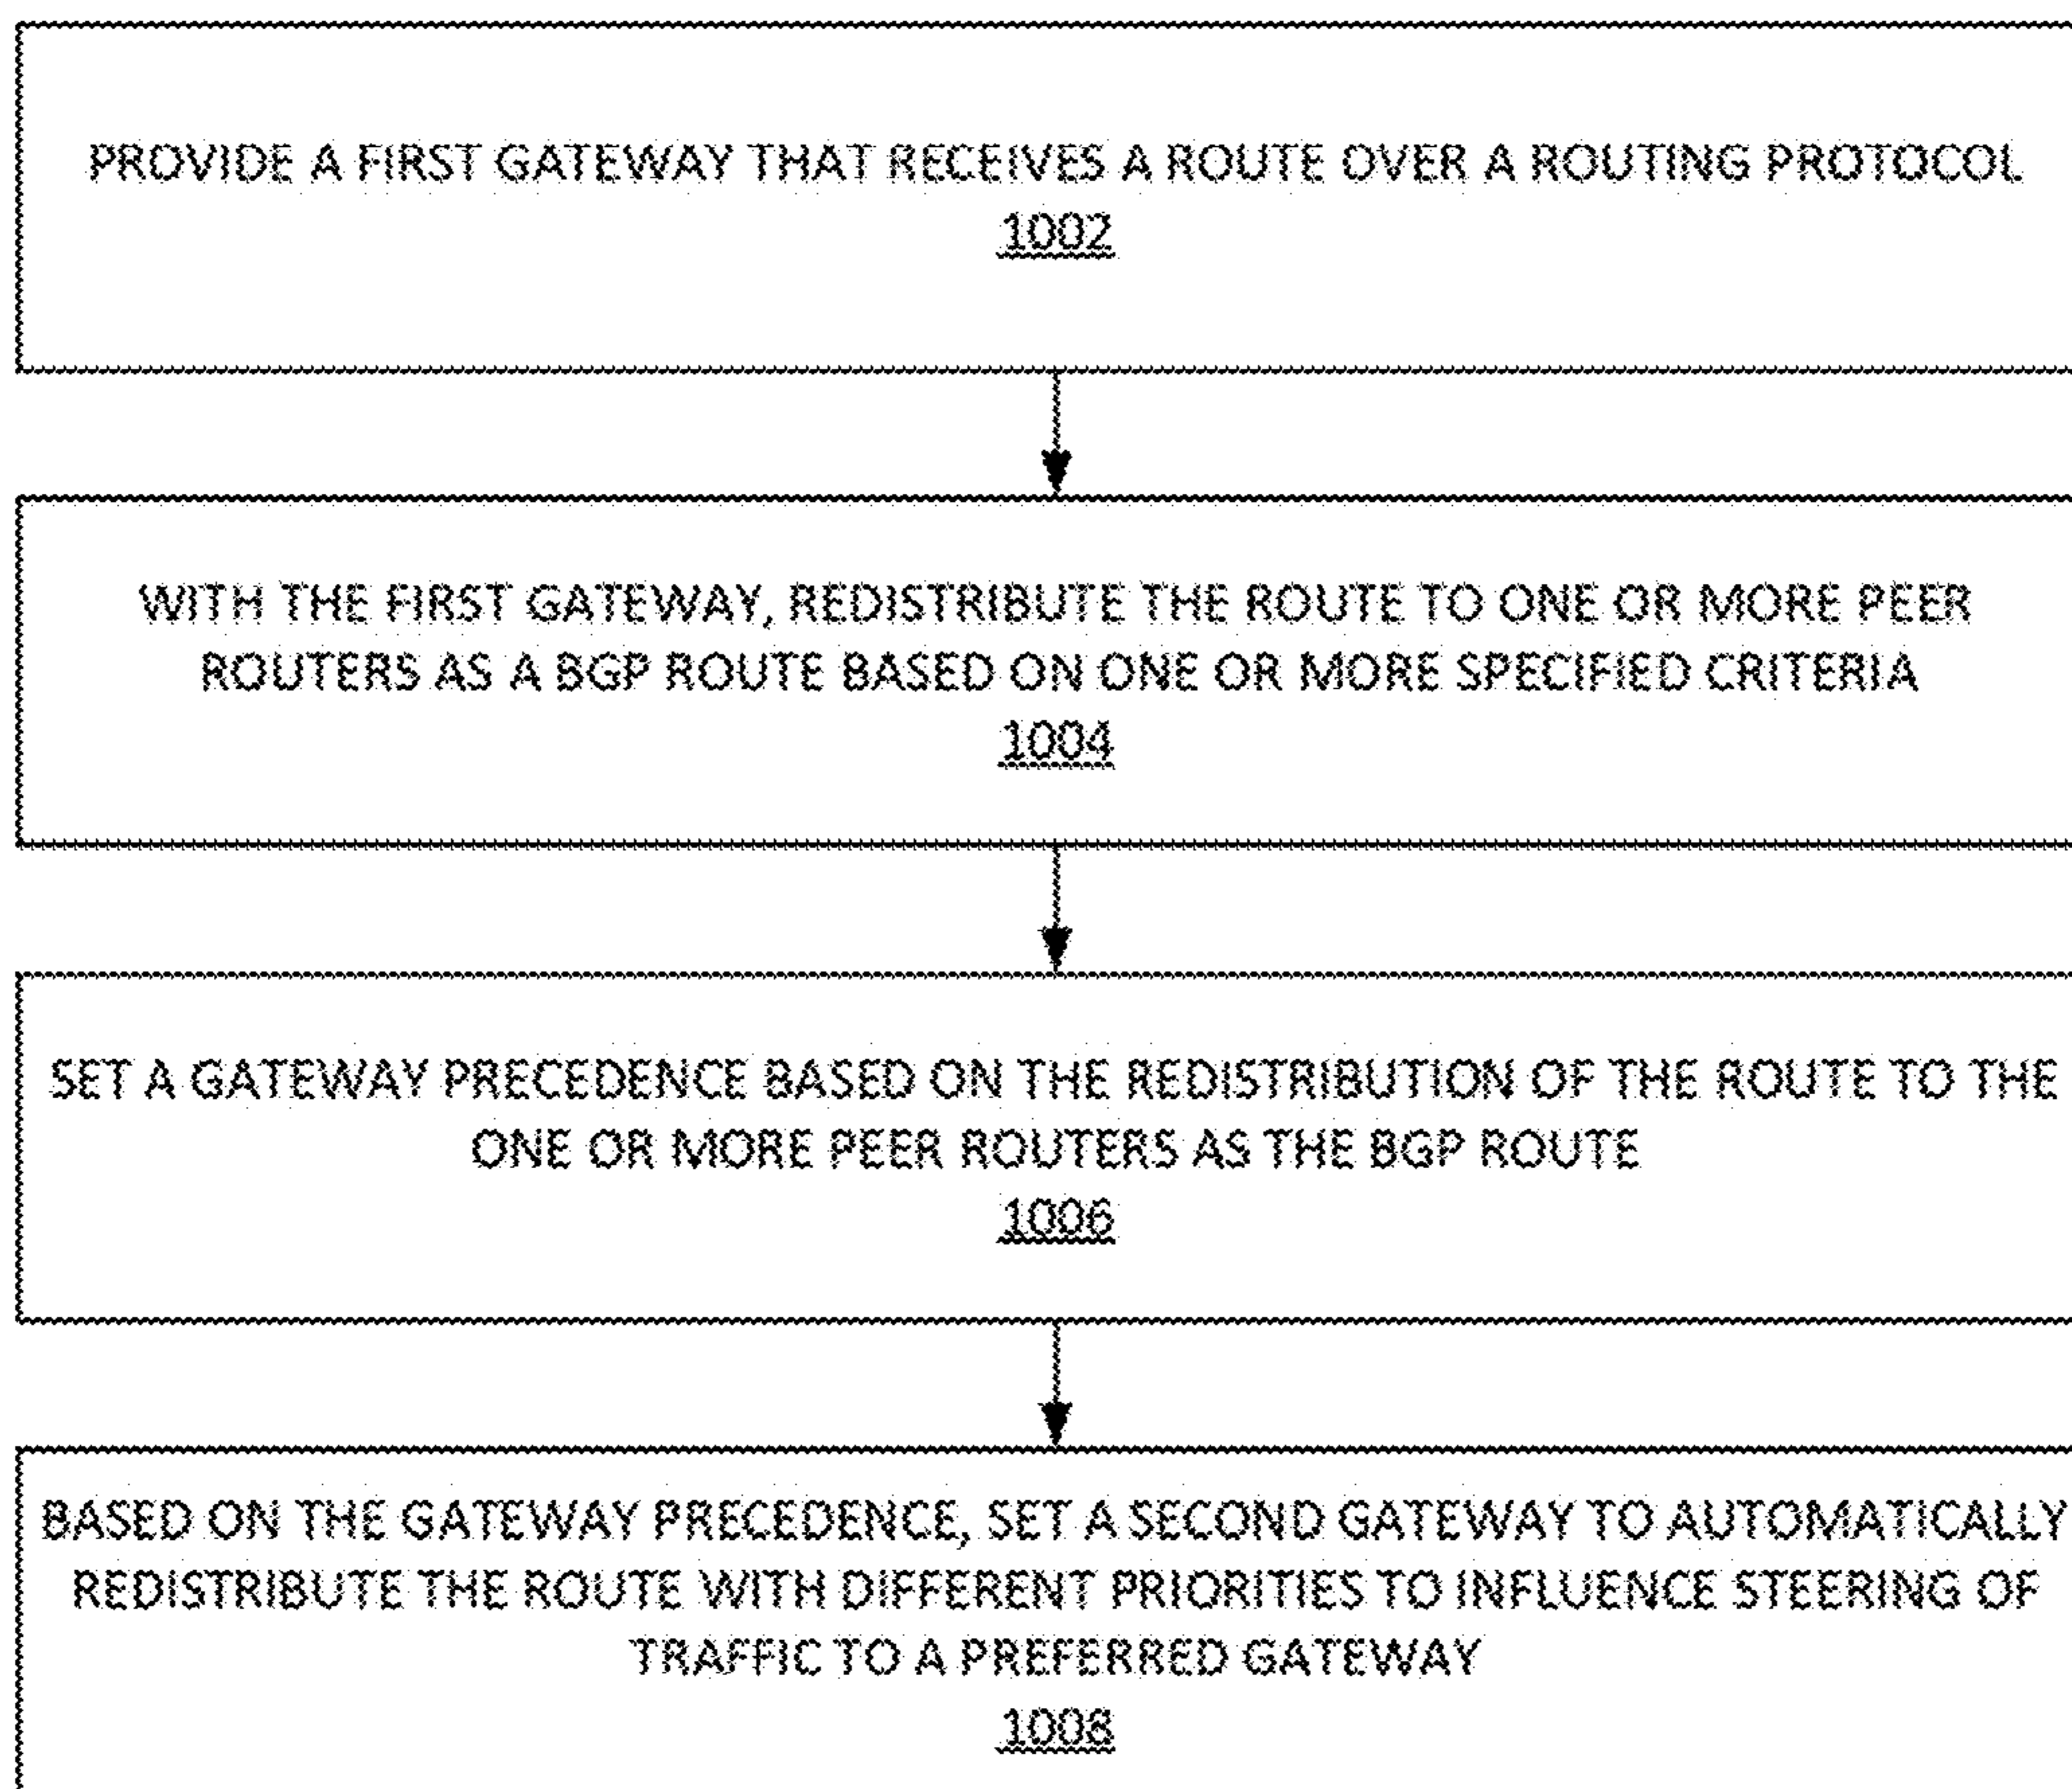 PROVIDE A FIRST GATEWAY THAT RECEIVES A ROUTE OVER A ROUTING PROTOCOL
1002
WITH THE FIRST GATEWAY, REDISTRIBUTE THE ROUTE TO ONE OR MORE PEER
ROUTERS AS A BGP ROUTE BASED ON ONE OR MORE SPECIFIED CRITERIA
1004
SET A GATEWAY PRECEDENCE BASED ON THE REDISTRIBUTION OF THE ROUTE TO THE
ONE OR MORE PEER ROUTERS AS THE BGP ROUTE
1006
BASED ON THE GATEWAY PRECEDENCE, SET A SECOND GATEWAY TO AUTOMATICALLY
REDISTRIBUTE THE ROUTE WITH DIFFERENT PRIORITIES TO INFLUENCE STEERING OF
TRAFFIC TO A PREFERRED GATEWAY
1008